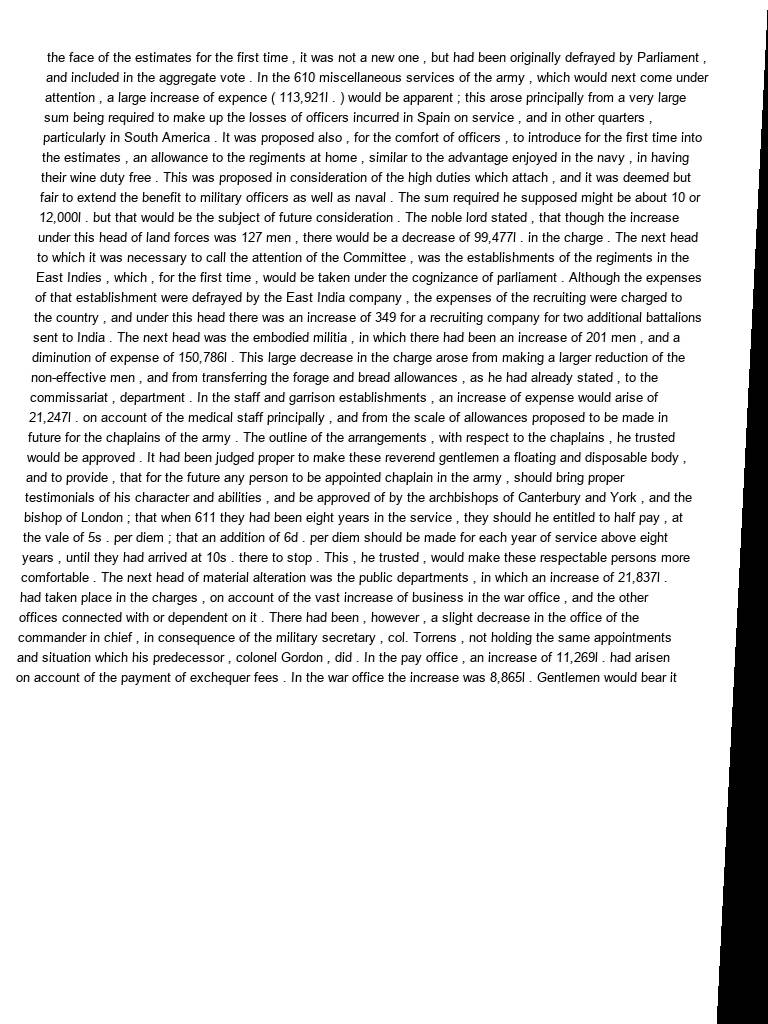 the face of the estimates for the first time , it was not a new one , but had been originally defrayed by Parliament ,
and included in the aggregate vote . In the 610 miscellaneous services of the army , which would next come under
attention , a large increase of expence ( 113,921l . ) would be apparent ; this arose principally from a very large
sum being required to make up the losses of officers incurred in Spain on service , and in other quarters ,
particularly in South America . It was proposed also , for the comfort of officers , to introduce for the first time into
the estimates , an allowance to the regiments at home , similar to the advantage enjoyed in the navy , in having
their wine duty free . This was proposed in consideration of the high duties which attach , and it was deemed but
fair to extend the benefit to military officers as well as naval . The sum required he supposed might be about 10 or
12,000l . but that would be the subject of future consideration . The noble lord stated , that though the increase
under this head of land forces was 127 men , there would be a decrease of 99,477l . in the charge . The next head
to which it was necessary to call the attention of the Committee , was the establishments of the regiments in the
East Indies , which , for the first time , would be taken under the cognizance of parliament . Although the expenses
of that establishment were defrayed by the East India company , the expenses of the recruiting were charged to
the country , and under this head there was an increase of 349 for a recruiting company for two additional battalions
sent to India . The next head was the embodied militia , in which there had been an increase of 201 men , and a
diminution of expense of 150,786l . This large decrease in the charge arose from making a larger reduction of the
non-effective men , and from transferring the forage and bread allowances , as he had already stated , to the
commissariat , department . In the staff and garrison establishments , an increase of expense would arise of
21,247l . on account of the medical staff principally , and from the scale of allowances proposed to be made in
future for the chaplains of the army . The outline of the arrangements , with respect to the chaplains , he trusted
would be approved . It had been judged proper to make these reverend gentlemen a floating and disposable body ,
and to provide , that for the future any person to be appointed chaplain in the army , should bring proper
testimonials of his character and abilities , and be approved of by the archbishops of Canterbury and York , and the
bishop of London ; that when 611 they had been eight years in the service , they should he entitled to half pay , at
the vale of 5s . per diem ; that an addition of 6d . per diem should be made for each year of service above eight
years , until they had arrived at 10s . there to stop . This , he trusted , would make these respectable persons more
comfortable . The next head of material alteration was the public departments , in which an increase of 21,837l .
had taken place in the charges , on account of the vast increase of business in the war office , and the other
offices connected with or dependent on it . There had been , however , a slight decrease in the office of the
commander in chief , in consequence of the military secretary , col. Torrens , not holding the same appointments
and situation which his predecessor , colonel Gordon , did . In the pay office , an increase of 11,269l . had arisen
on account of the payment of exchequer fees . In the war office the increase was 8,865l . Gentlemen would bear it